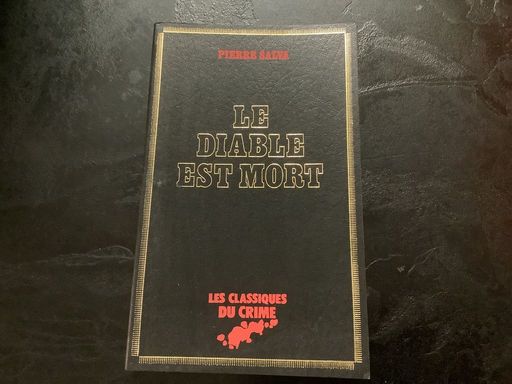 PIERRE SALVA
LE
DIABLE
EST MORT
LES CLASSIQUES
DU CRIME